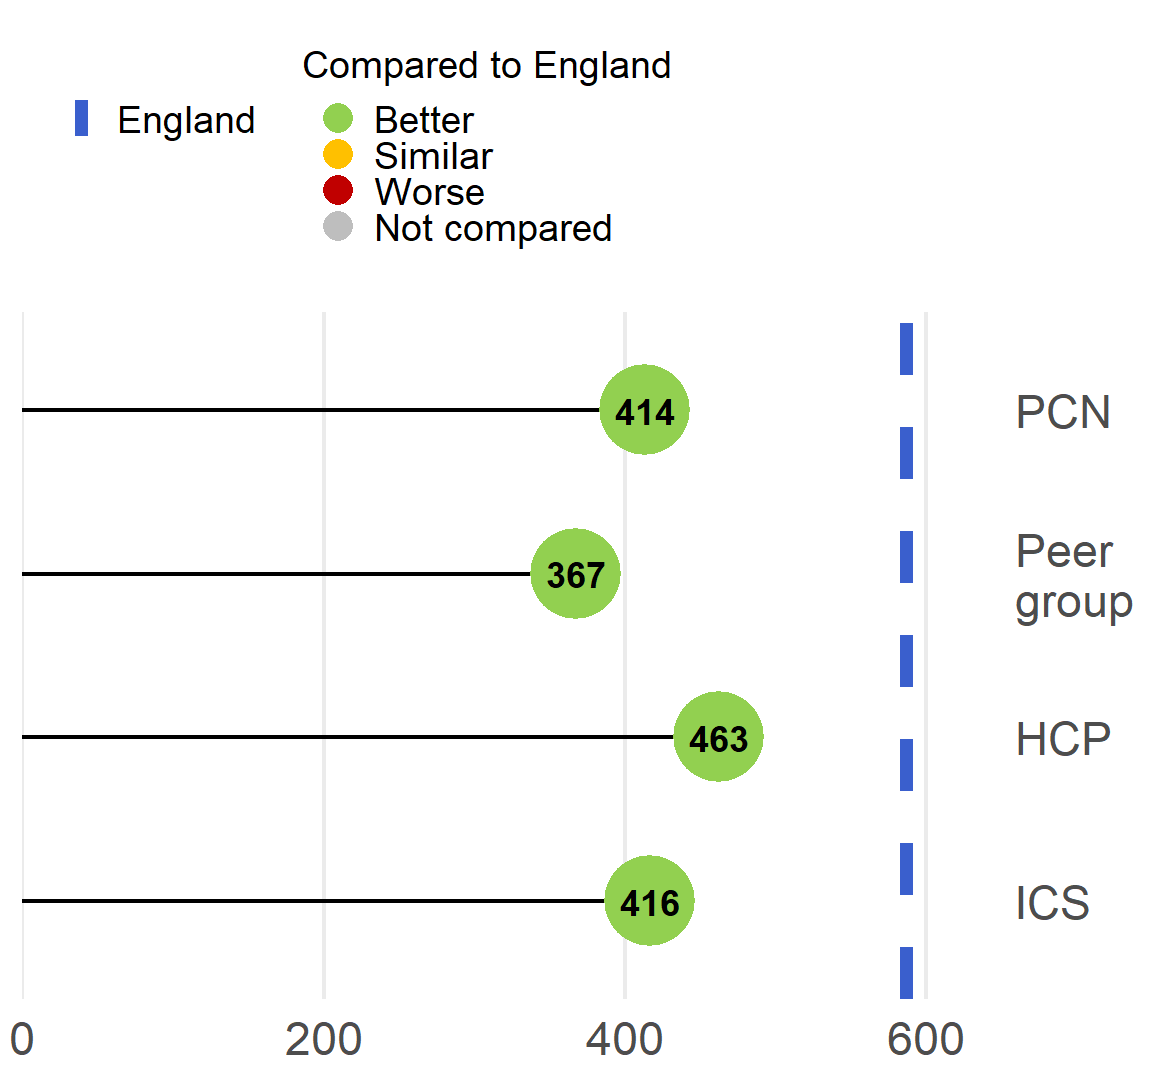 Compared to England
England
Better
Similar
Worse
Not compared
414
PCN
367
Peer
group
463
HCP
416
ICS
0 200 400 600